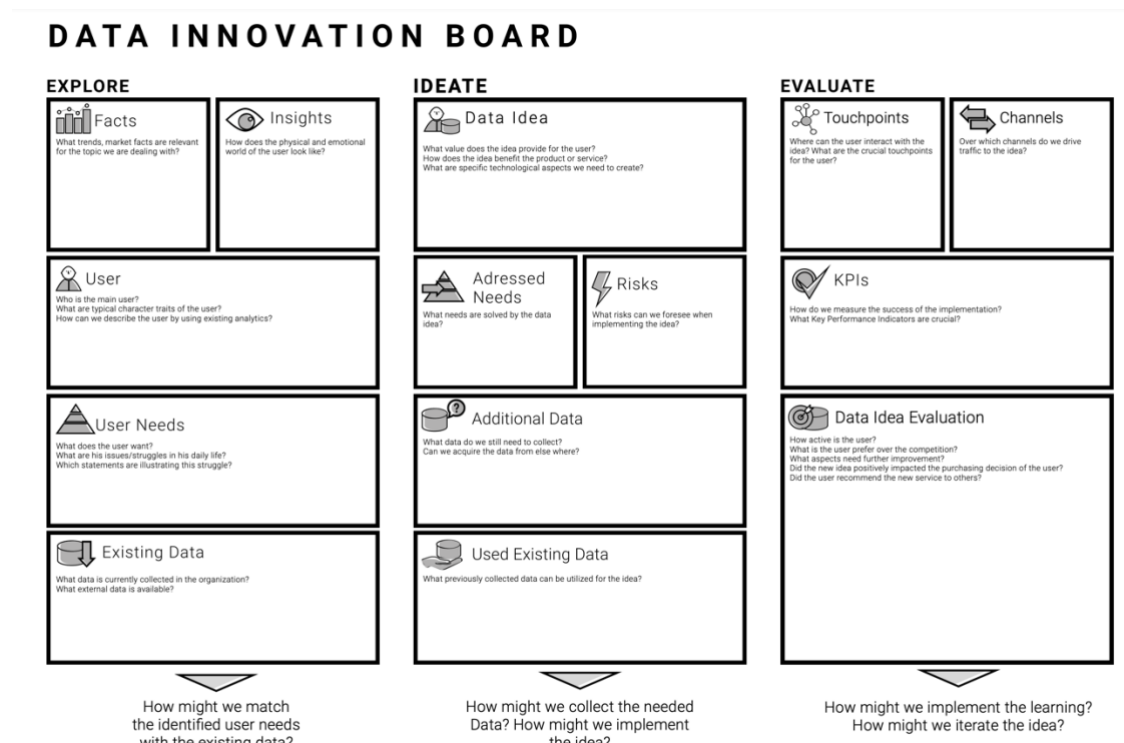 DATA INNOVATION BOARD
EXPLORE
Facts
What trends, market facts are relevant
for the topic we are dealing with?
Insights
How does the physical and emotional
world of the user look like?
User
Who is the main user?
What are typical character traits of the user?
How can we describe the user by using existing analytics?
User Needs
What does the user want?
What are his issues/struggles in his daily life?
Which statements are illustrating this struggle?
Existing Data
What data is currently collected in the organization?
What external data is available?
How might we match
the identified user needs
with the existing data?
IDEATE
Data Idea
What value does the idea provide for the user?
How does the idea benefit the product or service?
What are specific technological aspects we need to create?
Adressed
Needs
What needs are solved by the data
idea?
Risks
What risks can we foresee when
implementing the idea?
?
Additional Data
What data do we still need to collect?
Can we acquire the data from else where?
Used Existing Data
What previously collected data can be utilized for the idea?
How might we collect the needed
Data? How might we implement
the idea?
EVALUATE
Touchpoints
Where can the user interact with the
idea? What are the crucial touchpoints
for the user?
Channels
Over which channels do we drive
traffic to the idea?
KPIs
How do we measure the success of the implementation?
What Key Performance Indicators are crucial?
Data Idea Evaluation
How active is the user?
What is the user prefer over the competition?
What aspects need further improvement?
Did the new idea positively impacted the purchasing decision of the user?
Did the user recommend the new service to others?
How might we implement the learning?
How might we iterate the idea?